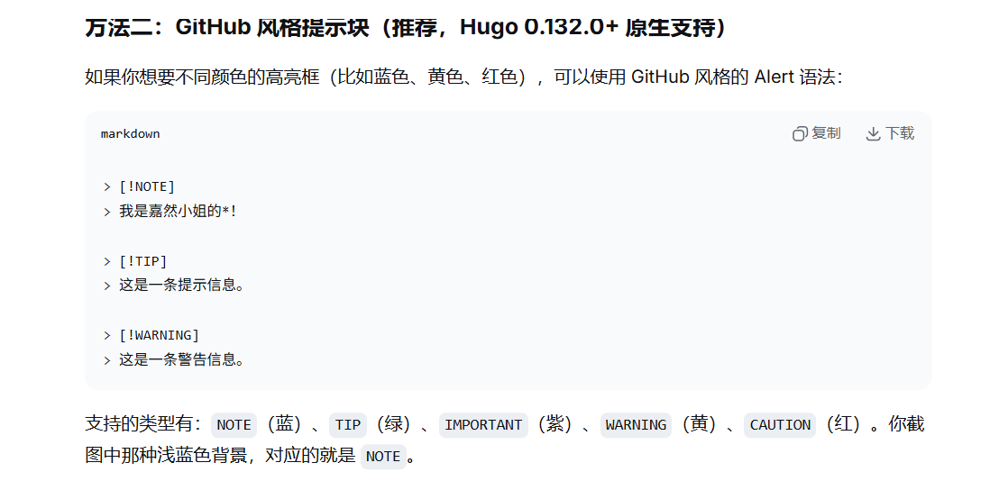 方法二：GitHub 风格提示块（推荐，Hugo 0.132.0+ 原生支持）
如果你想要不同颜色的高亮框（比如蓝色、黄色、红色），可以使用 GitHub 风格的 Alert 语法：
markdown 复制 下载
> [!NOTE]
> 我是嘉然小姐的*！
> [!TIP]
> 这是一条提示信息。
> [!WARNING]
> 这是一条警告信息。
支持的类型有：NOTE（蓝）、TIP（绿）、IMPORTANT（紫）、WARNING（黄）、CAUTION（红）。你截
图中那种浅蓝色背景，对应的就是 NOTE。